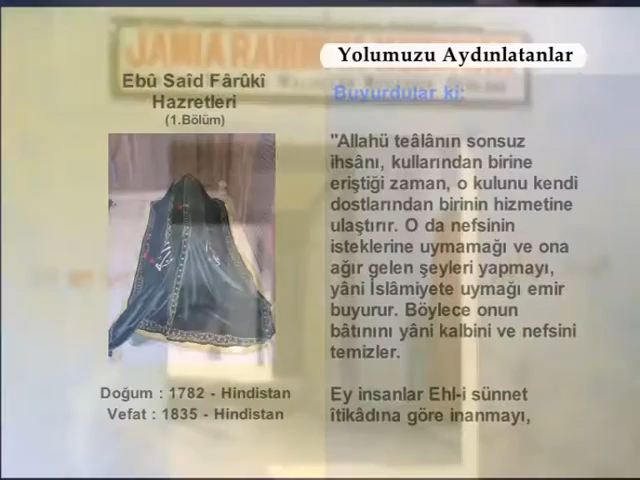 Yolumuzu Aydınlatanlar
Ebû Saîd Fârûkî
Hazretleri
(1.Bölüm)
Buyurdular ki:
"Allahü teâlânın sonsuz
ihsânı, kullarından birine
eriştiği zaman, o kulunu kendi
dostlarından birinin hizmetine
ulaştırır. O da nefsinin
isteklerine uymamağı ve ona
ağır gelen şeyleri yapmayı,
yâni İslâmiyete uymağı emir
buyurur. Böylece onun
bâtınını yâni kalbini ve nefsini
temizler.
Ey insanlar Ehl-i sünnet
îtikâdına göre inanmayı,
Doğum : 1782 - Hindistan
Vefat : 1835 - Hindistan
JAMIA